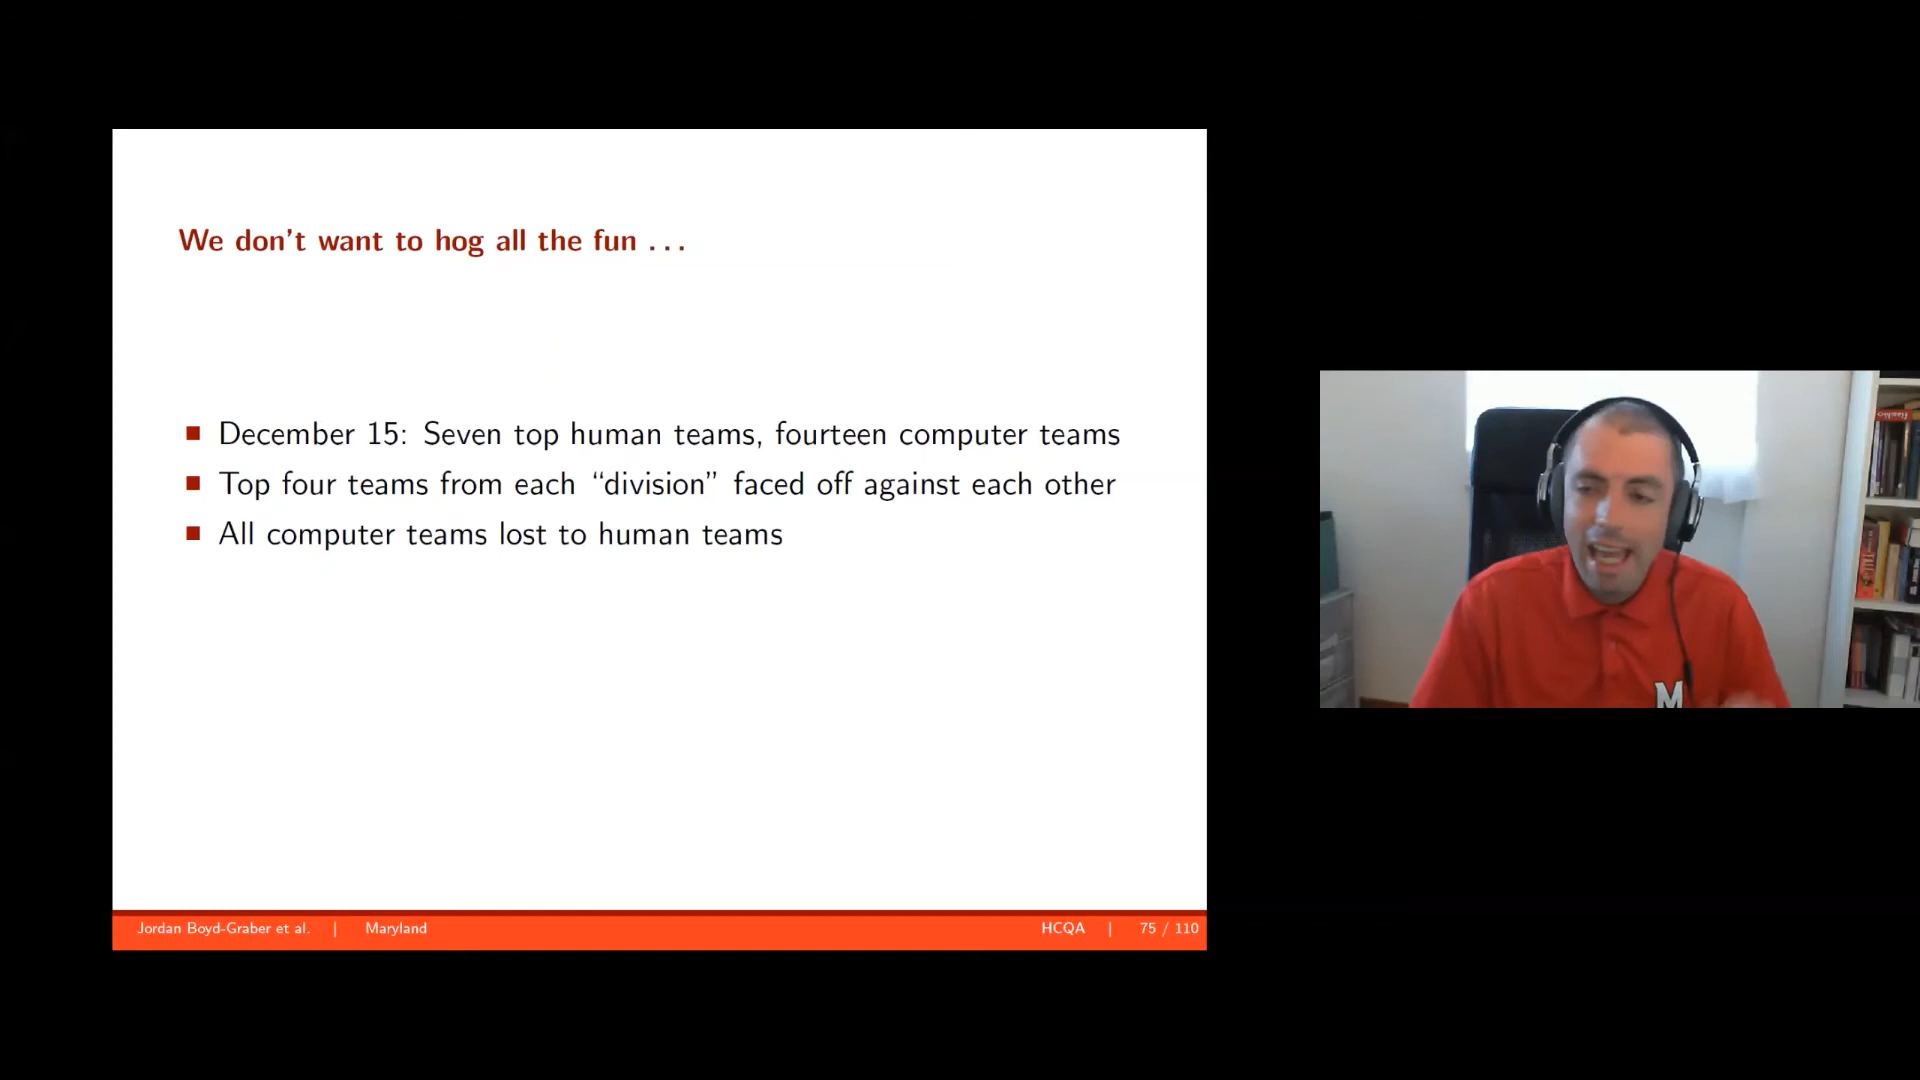 We don't want to hog all the fun ...
December 15: Seven top human teams, fourteen computer teams
Top four teams from each “division” faced off against each other
All computer teams lost to human teams
Jordan Boyd-Graber et al. | Maryland HCQA | 75 / 110
M